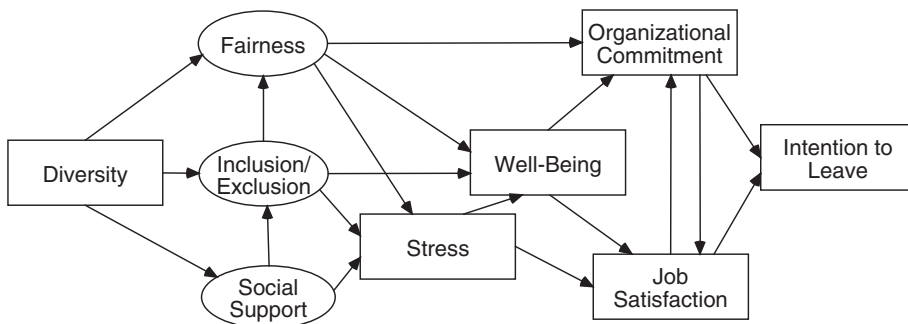 Fairness
Organizational
Commitment
Diversity
Inclusion/
Exclusion
Well-Being
Intention to
Leave
Stress
Social
Support
Job
Satisfaction